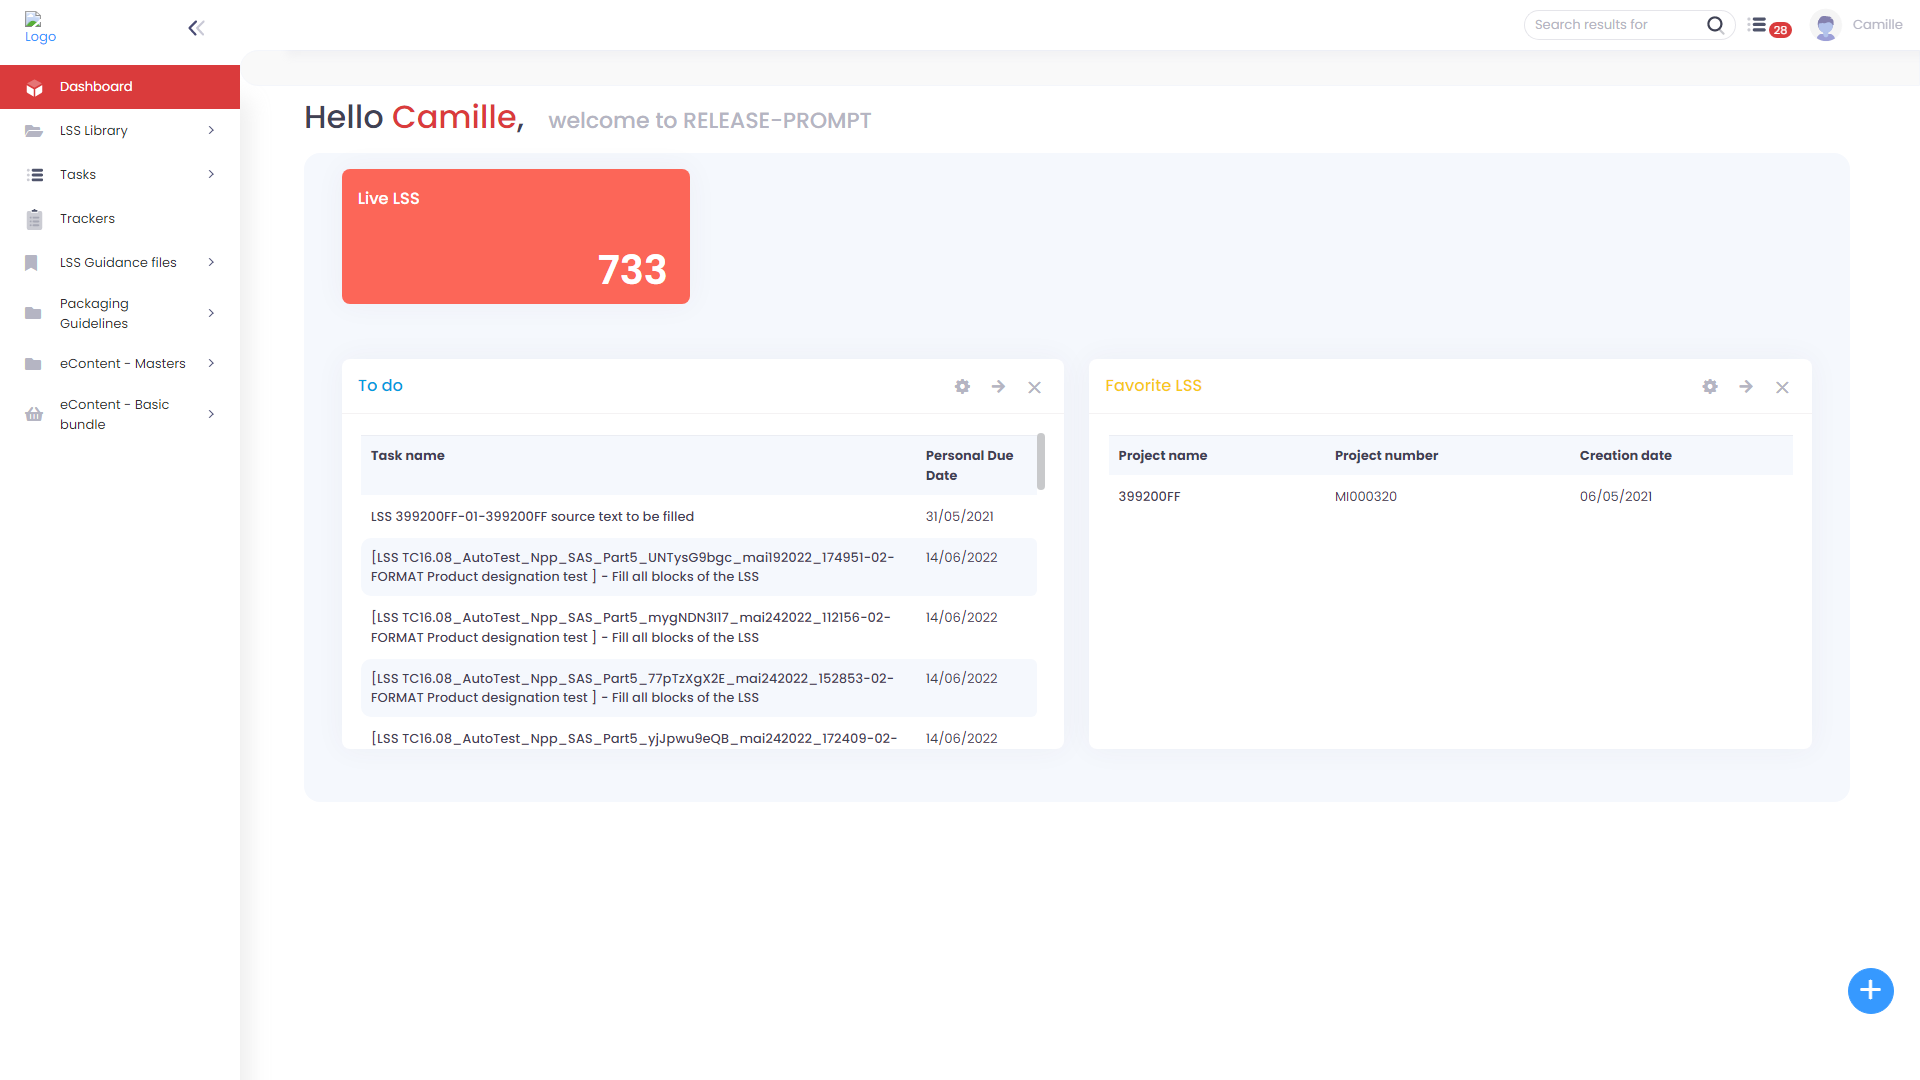 Logo
Search results for
28
Camille
Dashboard
LSS Library
Tasks
Trackers
LSS Guidance files
Packaging
Guidelines
eContent - Masters
eContent - Basic
bundle
Hello Camille, welcome to RELEASE-PROMPT
Live LSS
733
To do
Task name
Personal Due
Date
LSS 399200FF-01-399200FF source text to be filled
31/05/2021
[LSS TC16.08_AutoTest_Npp_SAS_Part5_UNTysG9bgc_mai192022_174951-02-
FORMAT Product designation test ] - Fill all blocks of the LSS
14/06/2022
[LSS TC16.08_AutoTest_Npp_SAS_Part5_mygNDN3I17_mai242022_112156-02-
FORMAT Product designation test ] - Fill all blocks of the LSS
14/06/2022
[LSS TC16.08_AutoTest_Npp_SAS_Part5_77pTzXgX2E_mai242022_152853-02-
FORMAT Product designation test ] - Fill all blocks of the LSS
14/06/2022
[LSS TC16.08_AutoTest_Npp_SAS_Part5_yjJpwu9eQB_mai242022_172409-02-
14/06/2022
Favorite LSS
Project name
Project number
Creation date
399200FF
MI000320
06/05/2021